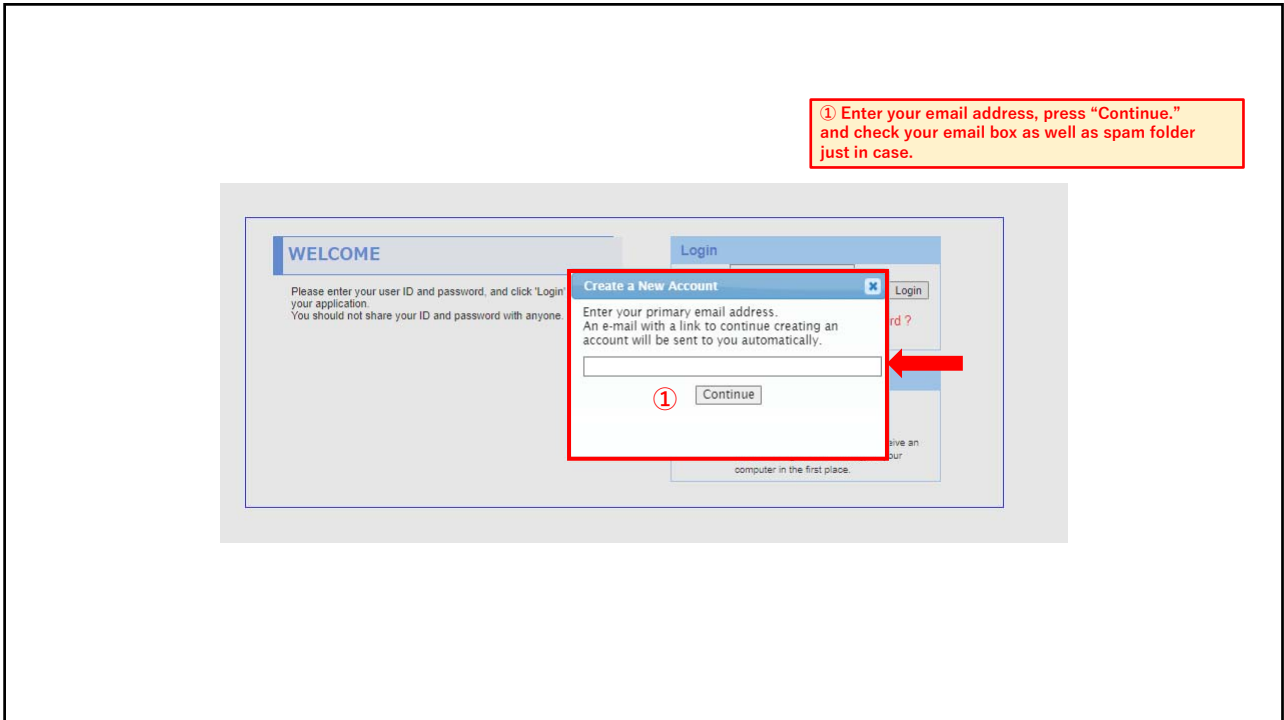 ① Enter your email address, press “Continue.”
and check your email box as well as spam folder
just in case.
WELCOME
Please enter your user ID and password, and click 'Login'
your application.
You should not share your ID and password with anyone.
Login
Login
rd ?
Create a New Account
Enter your primary email address.
An e-mail with a link to continue creating an
account will be sent to you automatically.
① Continue
eive an
our
computer in the first place.